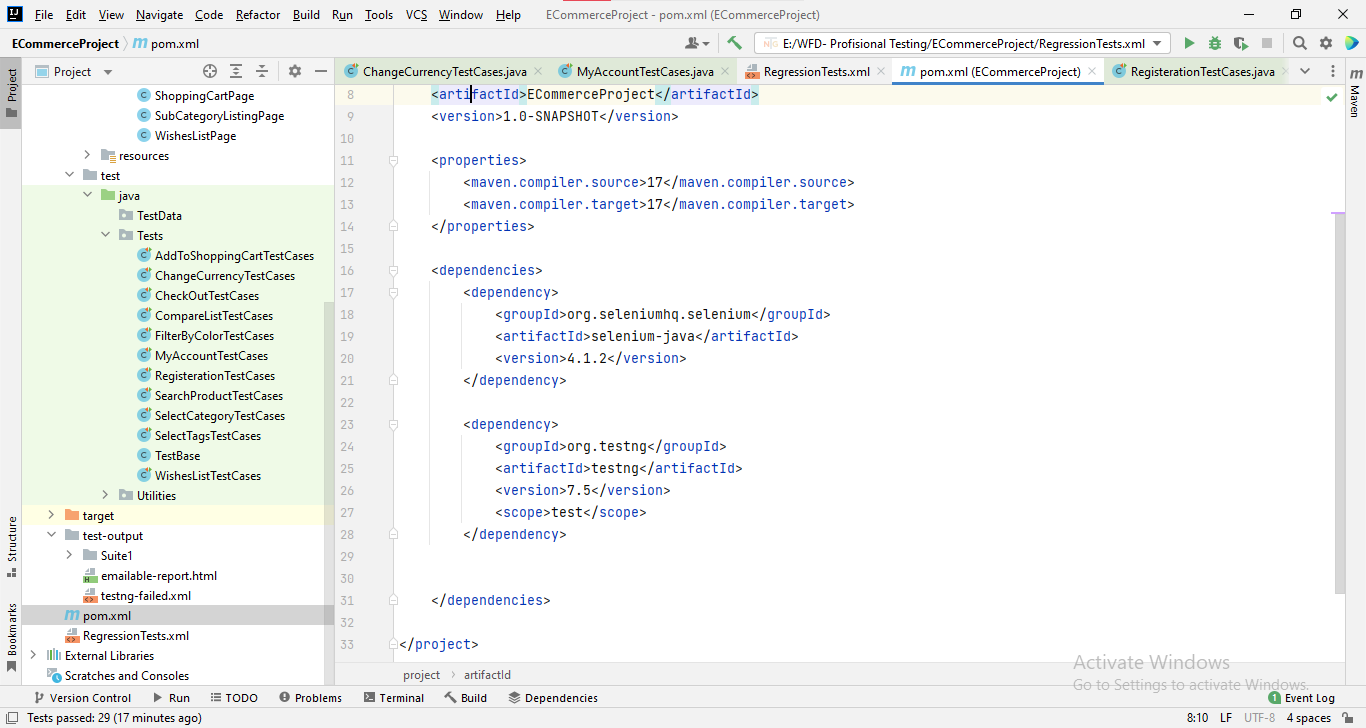 File Edit View Navigate Code Refactor Build Run Tools VCS Window Help ECommerceProject - pom.xml (ECommerceProject)
ECommerceProject pom.xml
E:/WFD- Profisional Testing/ECommerceProject/RegressionTests.xml
Project
Project
ChangeCurrencyTestCases.java MyAccountTestCases.java RegressionTests.xml pom.xml (ECommerceProject) RegisterationTestCases.java
Maven
ShoppingCartPage
SubCategoryListingPage
WishesListPage
resources
test
java
TestData
Tests
AddToShoppingCartTestCases
ChangeCurrencyTestCases
CheckOutTestCases
CompareListTestCases
FilterByColorTestCases
MyAccountTestCases
RegisterationTestCases
SearchProductTestCases
SelectCategoryTestCases
SelectTagsTestCases
TestBase
WishesListTestCases
Utilities
target
test-output
Suite1
emailable-report.html
testng-failed.xml
pom.xml
RegressionTests.xml
External Libraries
Scratches and Consoles
Structure
Bookmarks
8 <artifactId>ECommerceProject</artifactId>
9 <version>1.0-SNAPSHOT</version>
10
11 <properties>
12 <maven.compiler.source>17</maven.compiler.source>
13 <maven.compiler.target>17</maven.compiler.target>
14 </properties>
15
16 <dependencies>
17 <dependency>
18 <groupId>org.seleniumhq.selenium</groupId>
19 <artifactId>selenium-java</artifactId>
20 <version>4.1.2</version>
21 </dependency>
22
23 <dependency>
24 <groupId>org.testng</groupId>
25 <artifactId>testng</artifactId>
26 <version>7.5</version>
27 <scope>test</scope>
28 </dependency>
29
30
31 </dependencies>
32
33 </project>
project artifactId
Activate Windows
Go to Settings to activate Windows.
Version Control Run TODO Problems Terminal Build Dependencies 1 Event Log
Tests passed: 29 (17 minutes ago) 8:10 LF UTF-8 4 spaces